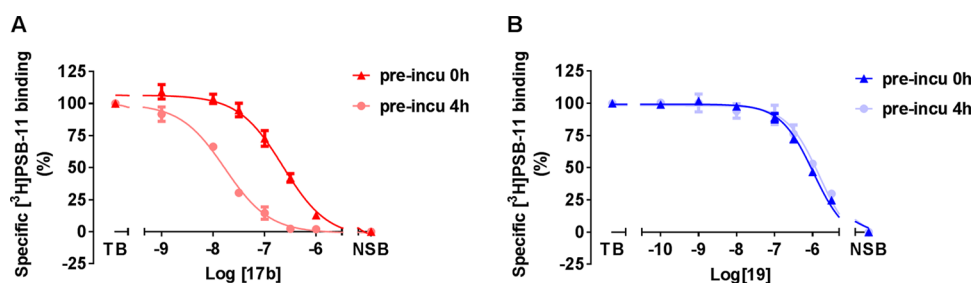 A
Specific [³H]PSB-11 binding
(%)
125
100
75
50
25
0
-25
TB
-9
-8
-7
-6
NSB
Log [17b]
pre-incu 0h
pre-incu 4h
B
Specific [³H]PSB-11 binding
(%)
125
100
75
50
25
0
-25
TB
-10
-9
-8
-7
-6
NSB
Log[19]
pre-incu 0h
pre-incu 4h